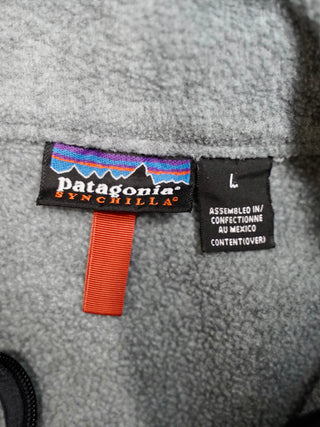 patagonia®
SYNCHILLA®
L
ASSEMBLED IN/
CONFECTIONNE
AU MEXICO
CONTENT(OVER)